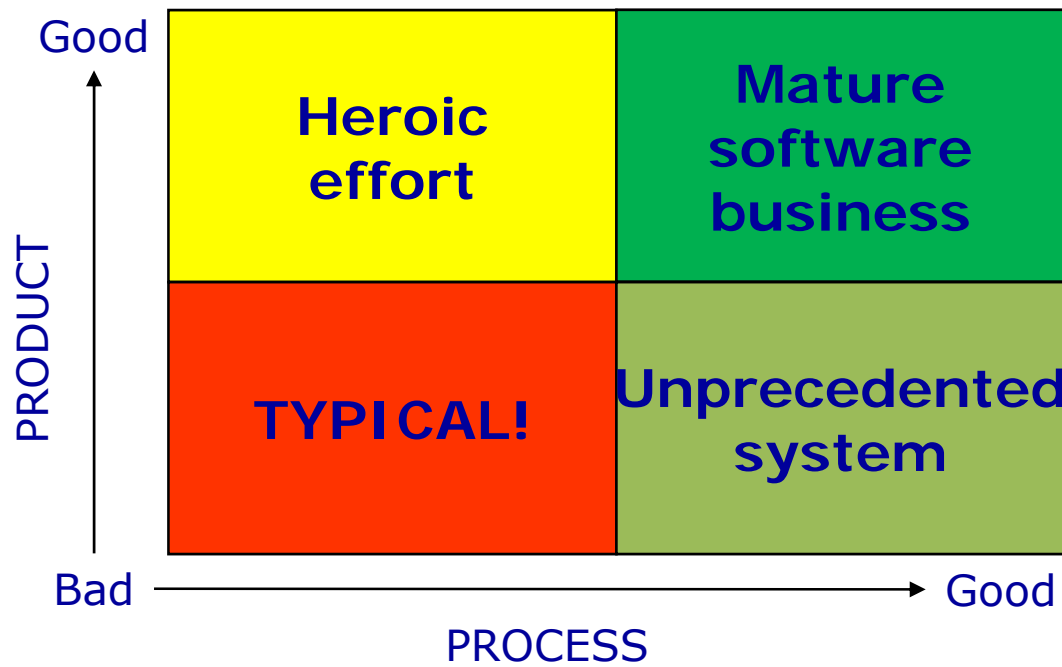 Good
Heroic
effort
Mature
software
business
PRODUCT
TYPICAL!
Unprecedented
system
Bad
Good
PROCESS